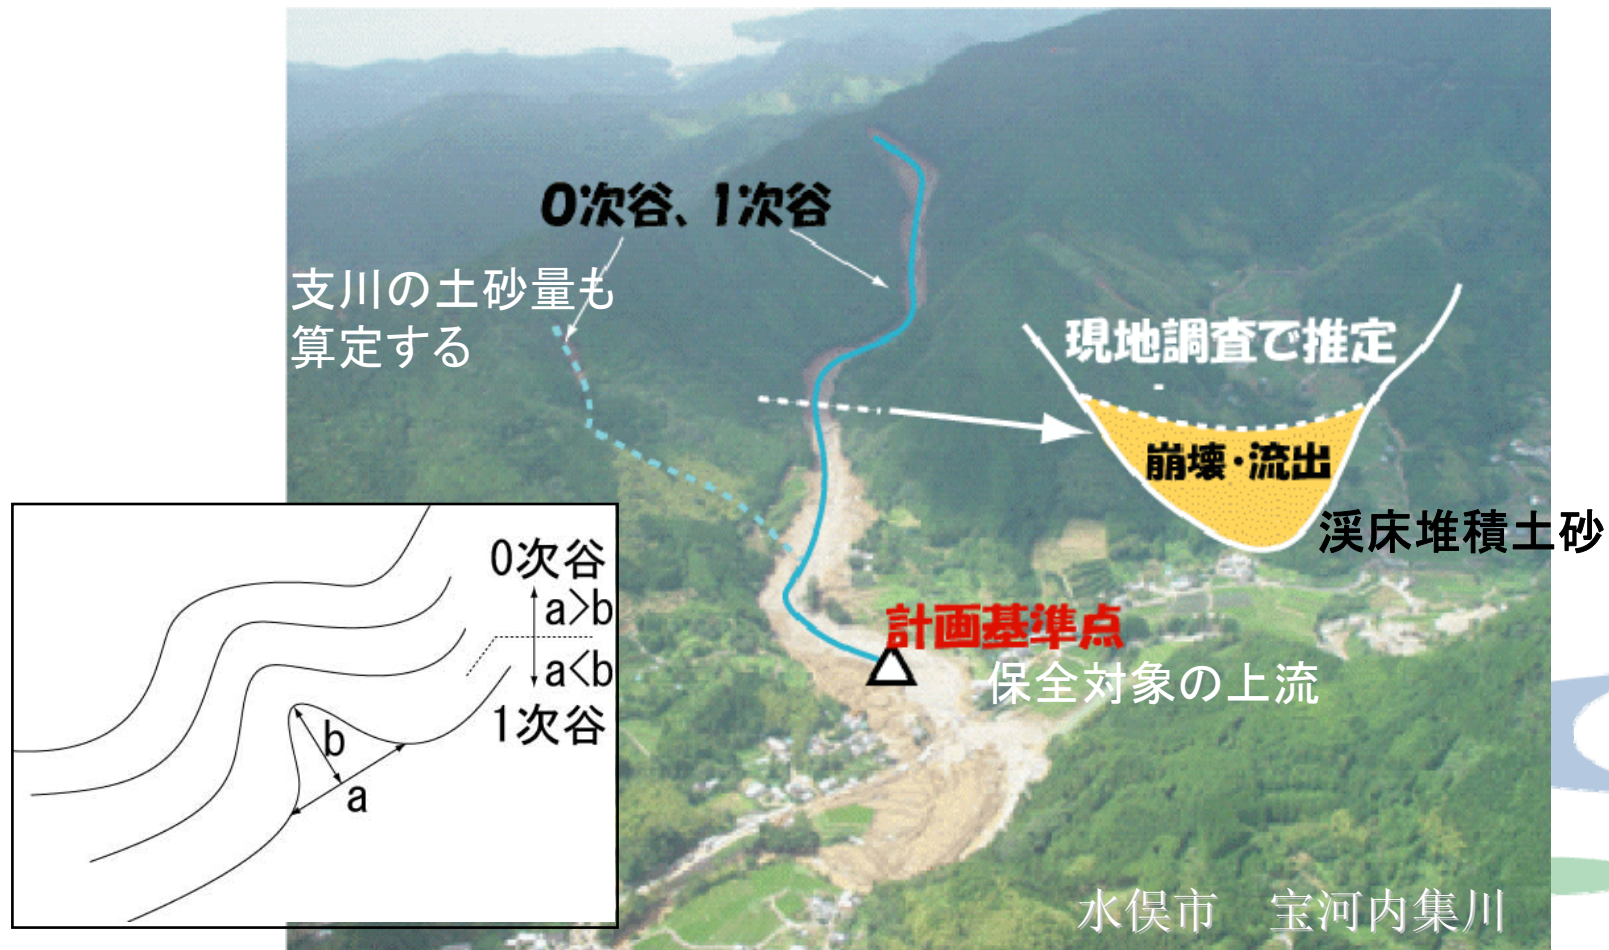 0次谷、1次谷
支川の土砂量も
算定する
現地調査で推定
崩壊・流出
渓床堆積土砂
0次谷
a>b
a<b
1次谷
b
a
計画基準点
保全対象の上流
水俣市　宝河内集川